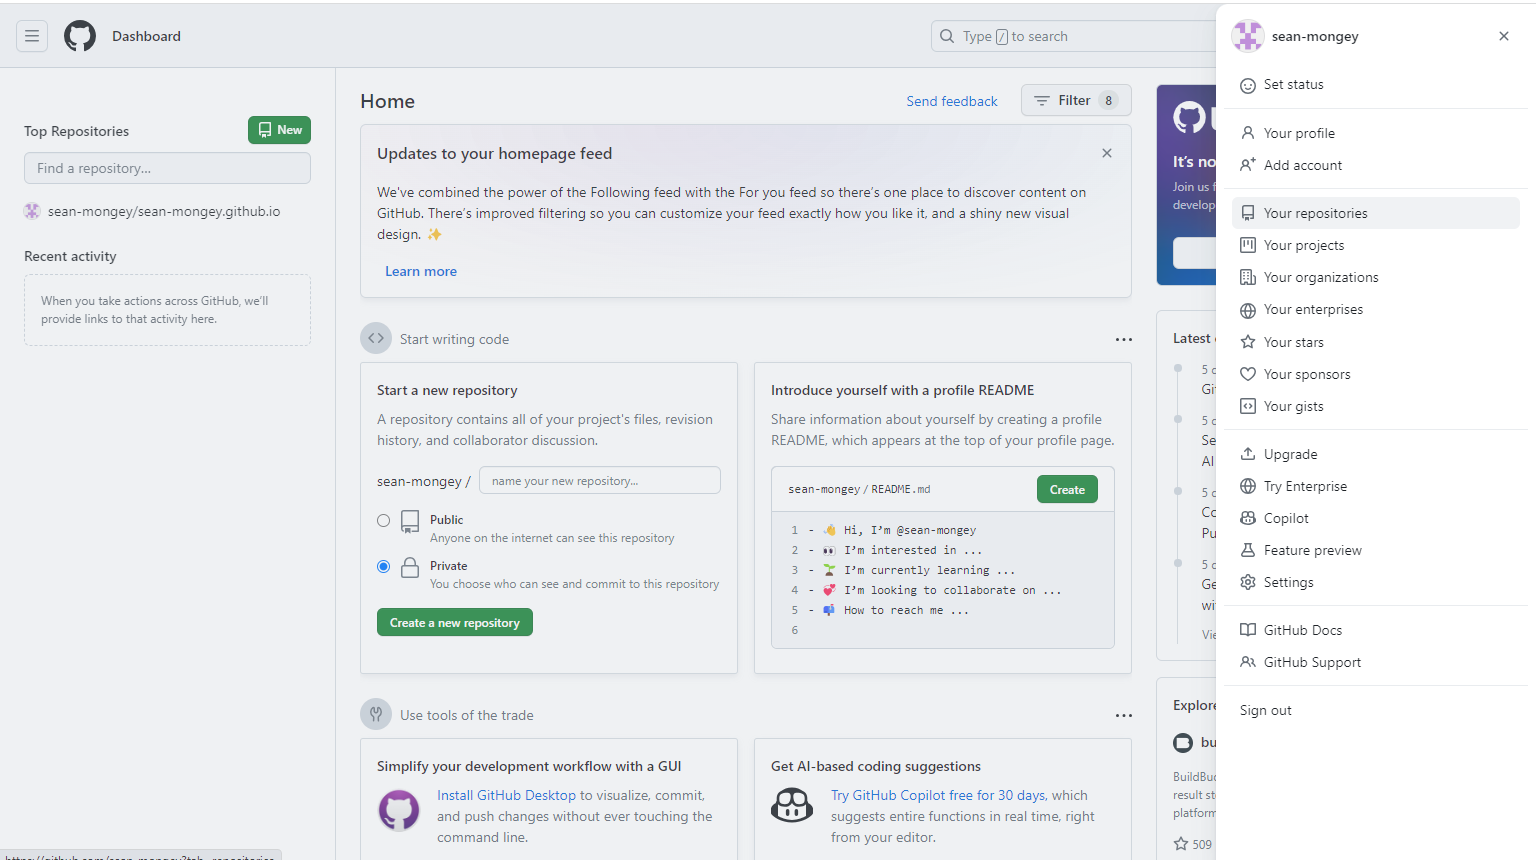 Dashboard
Type / to search
Top Repositories
New
Find a repository...
sean-mongey/sean-mongey.github.io
Recent activity
When you take actions across GitHub, we'll
provide links to that activity here.
Home
Send feedback
Filter 8
Updates to your homepage feed
We've combined the power of the Following feed with the For you feed so there's one place to discover content on
GitHub. There's improved filtering so you can customize your feed exactly how you like it, and a shiny new visual
design. ✨
Learn more
Start writing code
Start a new repository
A repository contains all of your project's files, revision
history, and collaborator discussion.
sean-mongey / name your new repository...
Public
Anyone on the internet can see this repository
Private
You choose who can see and commit to this repository
Create a new repository
Introduce yourself with a profile README
Share information about yourself by creating a profile
README, which appears at the top of your profile page.
sean-mongey / README.md
Create
1 - 👋 Hi, I'm @sean-mongey
2 - 👀 I'm interested in ...
3 - 🌱 I'm currently learning ...
4 - 💞️ I'm looking to collaborate on ...
5 - 📫 How to reach me ...
6
Use tools of the trade
Simplify your development workflow with a GUI
Install GitHub Desktop to visualize, commit,
and push changes without ever touching the
command line.
Get AI-based coding suggestions
Try GitHub Copilot free for 30 days, which
suggests entire functions in real time, right
from your editor.
It's no
Join us f
develop
Latest
5
Git
5
Se
AI
5
Co
Pu
5
Ge
wi
Vie
Explore
bu
BuildBud
result st
platform
509
sean-mongey
Set status
Your profile
Add account
Your repositories
Your projects
Your organizations
Your enterprises
Your stars
Your sponsors
Your gists
Upgrade
Try Enterprise
Copilot
Feature preview
Settings
GitHub Docs
GitHub Support
Sign out
https://github.com/sean-mongey?tab=repositories